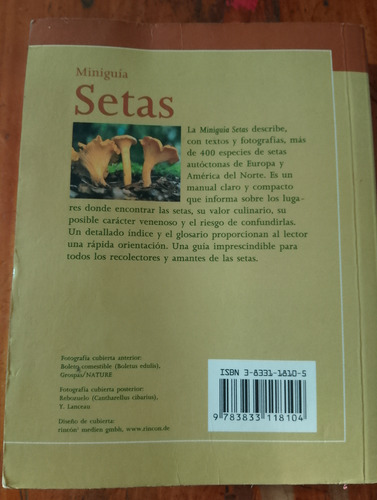 Miniguía
Setas
La Miniguía Setas describe,
con textos y fotografías, más
de 400 especies de setas
autóctonas de Europa y
América del Norte. Es un
manual claro y compacto
que informa sobre los luga-
res donde encontrar las setas, su valor culinario, su
posible carácter venenoso y el riesgo de confundirlas.
Un detallado índice y el glosario proporcionan al lector
una rápida orientación. Una guía imprescindible para
todos los recolectores y amantes de las setas.
Fotografía cubierta anterior:
Boleto comestible (Boletus edulis),
Grospas/NATURE
Fotografía cubierta posterior:
Rebozuelo (Cantharellus cibarius),
T. Lamoux
Diseño de cubierta:
rincón² medien gmbh, www.rincon.de
ISBN 3-8331-1810-5
9 783833 118104